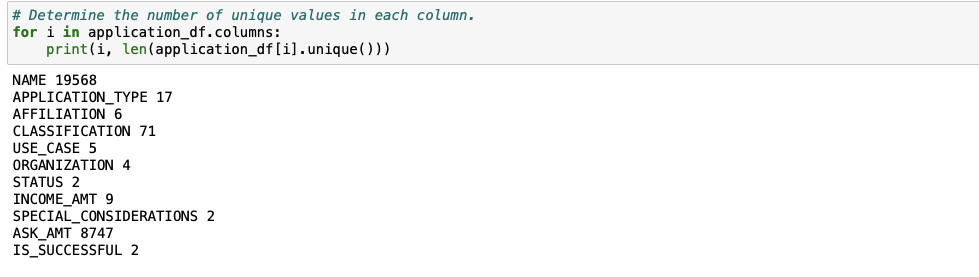 # Determine the number of unique values in each column.
for i in application_df.columns:
    print(i, len(application_df[i].unique()))
NAME 19568
APPLICATION_TYPE 17
AFFILIATION 6
CLASSIFICATION 71
USE_CASE 5
ORGANIZATION 4
STATUS 2
INCOME_AMT 9
SPECIAL_CONSIDERATIONS 2
ASK_AMT 8747
IS_SUCCESSFUL 2